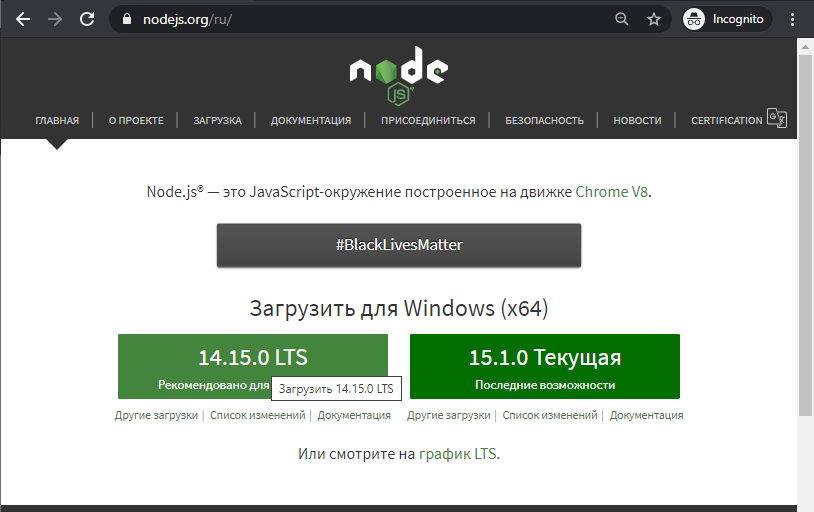 nodejs.org/ru/
Incognito
node
JS
ГЛАВНАЯ
О ПРОЕКТЕ
ЗАГРУЗКА
ДОКУМЕНТАЦИЯ
ПРИСОЕДИНИТЬСЯ
БЕЗОПАСНОСТЬ
НОВОСТИ
CERTIFICATION
Node.js® — это JavaScript-окружение построенное на движке Chrome V8.
#BlackLivesMatter
Загрузить для Windows (x64)
14.15.0 LTS
Рекомендовано для
Загрузить 14.15.0 LTS
15.1.0 Текущая
Последние возможности
Другие загрузки | Список изменений | Документация
Другие загрузки | Список изменений | Документация
Или смотрите на график LTS.